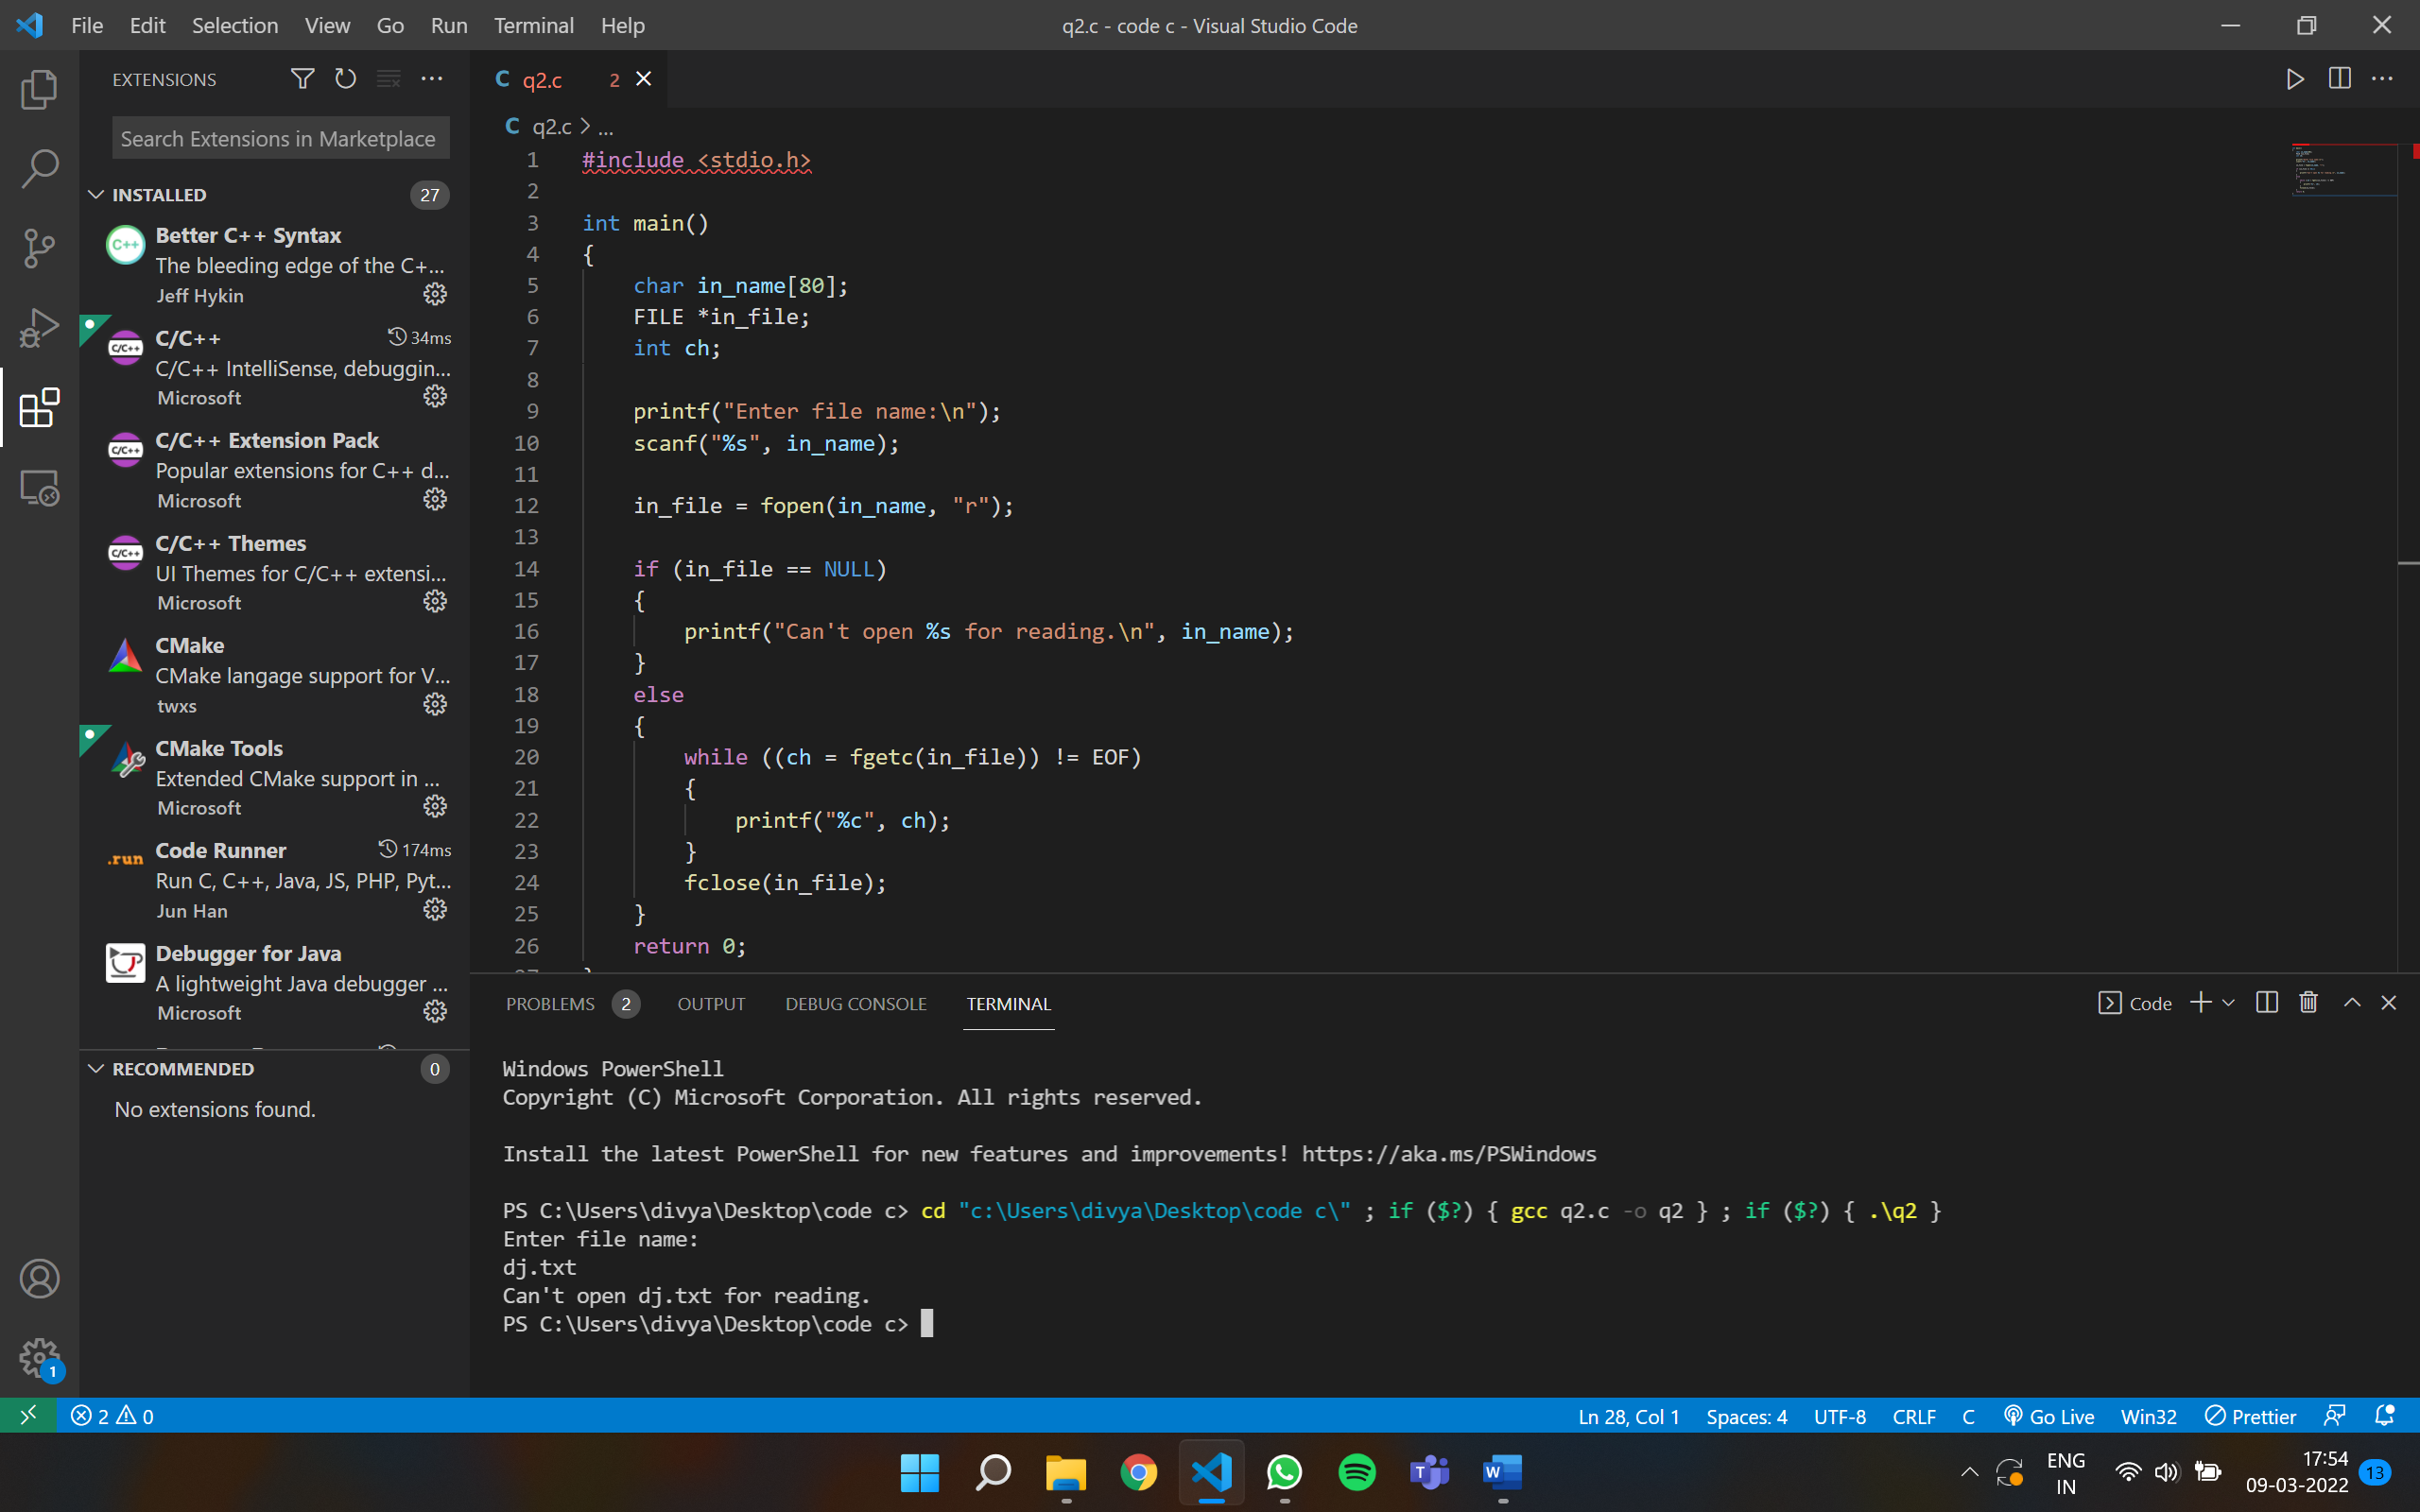 File Edit Selection View Go Run Terminal Help
q2.c - code c - Visual Studio Code
EXTENSIONS
Search Extensions in Marketplace
INSTALLED 27
C++
Better C++ Syntax
The bleeding edge of the C+...
Jeff Hykin
C/C++
C/C++ 34ms
C/C++ IntelliSense, debuggin...
Microsoft
C/C++
C/C++ Extension Pack
Popular extensions for C++ d...
Microsoft
C/C++
C/C++ Themes
UI Themes for C/C++ extensi...
Microsoft
CMake
CMake langage support for V...
twxs
CMake Tools
Extended CMake support in ...
Microsoft
.run
Code Runner 174ms
Run C, C++, Java, JS, PHP, Pyt...
Jun Han
Debugger for Java
A lightweight Java debugger ...
Microsoft
RECOMMENDED 0
No extensions found.
C q2.c 2
C q2.c > ...
1 #include <stdio.h>
2
3 int main()
4 {
5 char in_name[80];
6 FILE *in_file;
7 int ch;
8
9 printf("Enter file name:\n");
10 scanf("%s", in_name);
11
12 in_file = fopen(in_name, "r");
13
14 if (in_file == NULL)
15 {
16 printf("Can't open %s for reading.\n", in_name);
17 }
18 else
19 {
20 while ((ch = fgetc(in_file)) != EOF)
21 {
22 printf("%c", ch);
23 }
24 fclose(in_file);
25 }
26 return 0;
PROBLEMS 2 OUTPUT DEBUG CONSOLE TERMINAL
Code
Windows PowerShell
Copyright (C) Microsoft Corporation. All rights reserved.
Install the latest PowerShell for new features and improvements! https://aka.ms/PSWindows
PS C:\Users\divya\Desktop\code c> cd "c:\Users\divya\Desktop\code c\" ; if ($?) { gcc q2.c -o q2 } ; if ($?) { .\q2 }
Enter file name:
dj.txt
Can't open dj.txt for reading.
PS C:\Users\divya\Desktop\code c>
1
2 0
Ln 28, Col 1 Spaces: 4 UTF-8 CRLF C Go Live Win32 Prettier
ENG
IN
17:54
09-03-2022
13